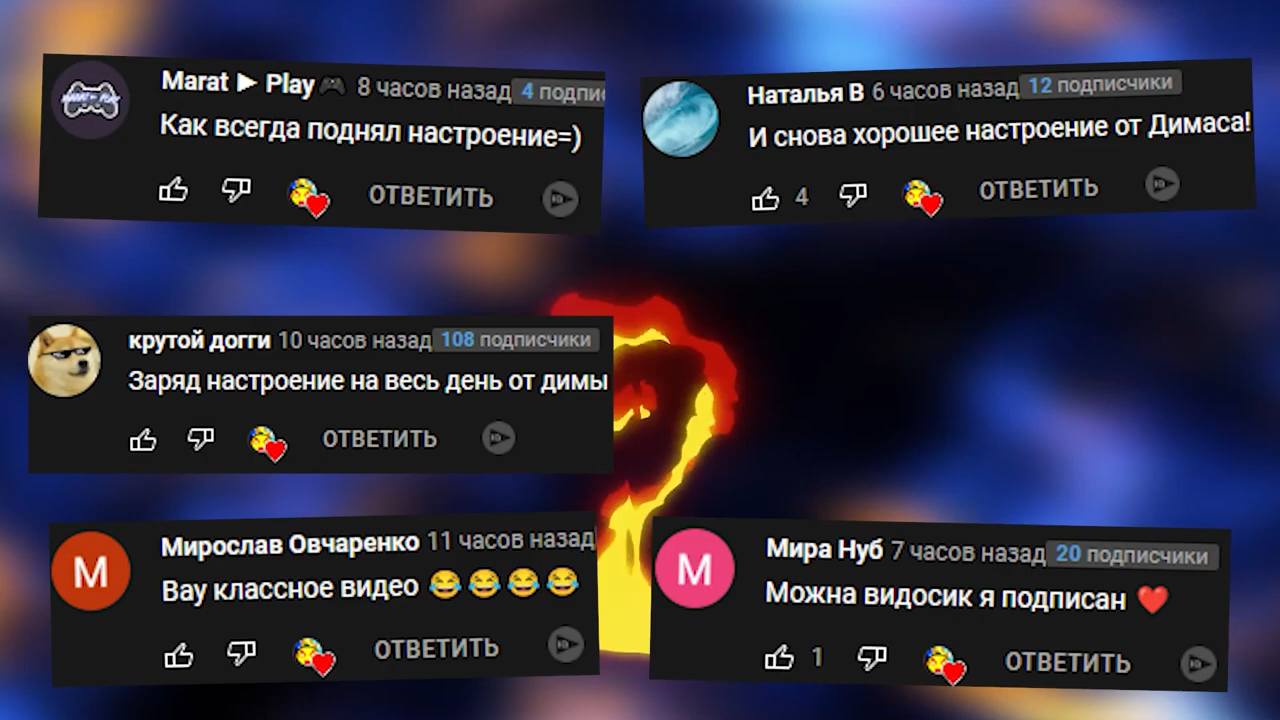 Marat ▶ Play 🎮 8 часов назад 4
Как всегда поднял настроение=)
ОТВЕТИТЬ
Наталья В 6 часов назад 12 подписчики
И снова хорошее настроение от Димаса!
4 ОТВЕТИТЬ
крутой догги 10 часов назад 108 подписчики
Заряд настроение на весь день от димы
ОТВЕТИТЬ
М
Мирослав Овчаренко 11 часов назад
Вау классное видео 😂😂😂😂
ОТВЕТИТЬ
М
Мира Нуб 7 часов назад 20 подписчики
Можна видосик я подписан ❤️
1 ОТВЕТИТЬ